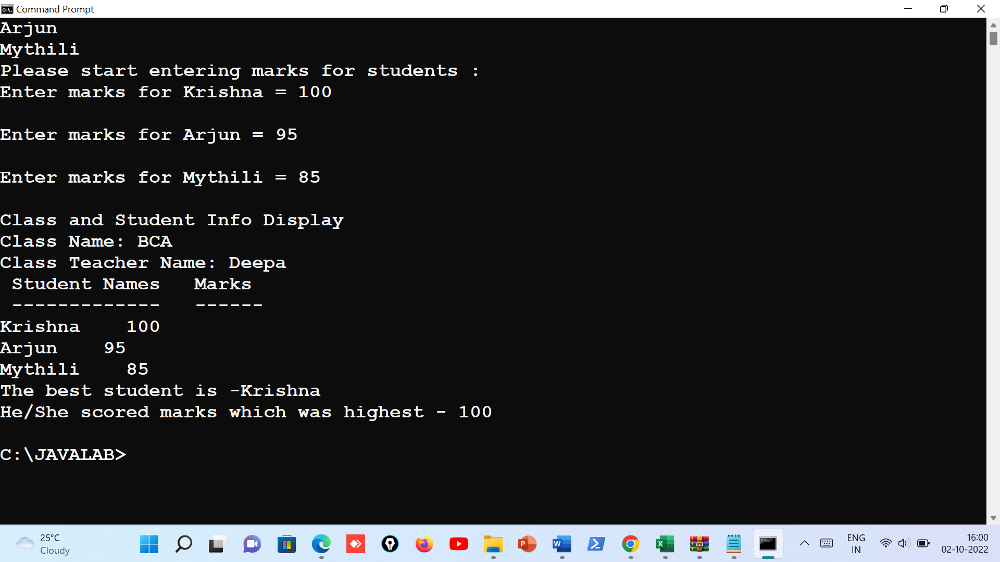 Command Prompt
Arjun
Mythili
Please start entering marks for students :
Enter marks for Krishna = 100
Enter marks for Arjun = 95
Enter marks for Mythili = 85
Class and Student Info Display
Class Name: BCA
Class Teacher Name: Deepa
 Student Names   Marks
 -------------   ------
Krishna    100
Arjun    95
Mythili    85
The best student is -Krishna
He/She scored marks which was highest - 100
C:\JAVALAB>
25°C
Cloudy
ENG
IN
16:00
02-10-2022